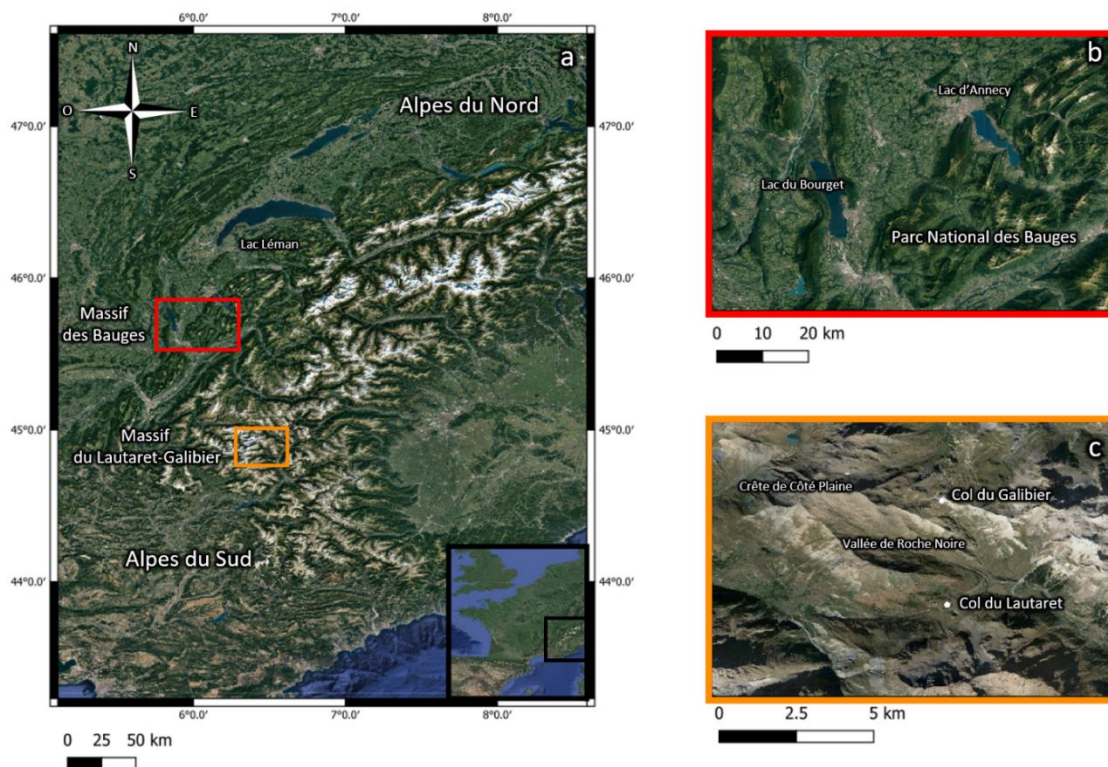 6°0.0′ 7°0.0′ 8°0.0′
a
N
O E
S
Alpes du Nord
47°0.0′ 47°0.0′
Lac Léman
46°0.0′ 46°0.0′
Massif
des Bauges
45°0.0′ 45°0.0′
Massif
du Lautaret-Galibier
Alpes du Sud
44°0.0′ 44°0.0′
6°0.0′ 7°0.0′ 8°0.0′
0 25 50 km
b
Lac d’Annecy
Lac du Bourget
Parc National des Bauges
0 10 20 km
c
Crête de Côté Plaine
Col du Galibier
Vallée de Roche Noire
Col du Lautaret
0 2.5 5 km